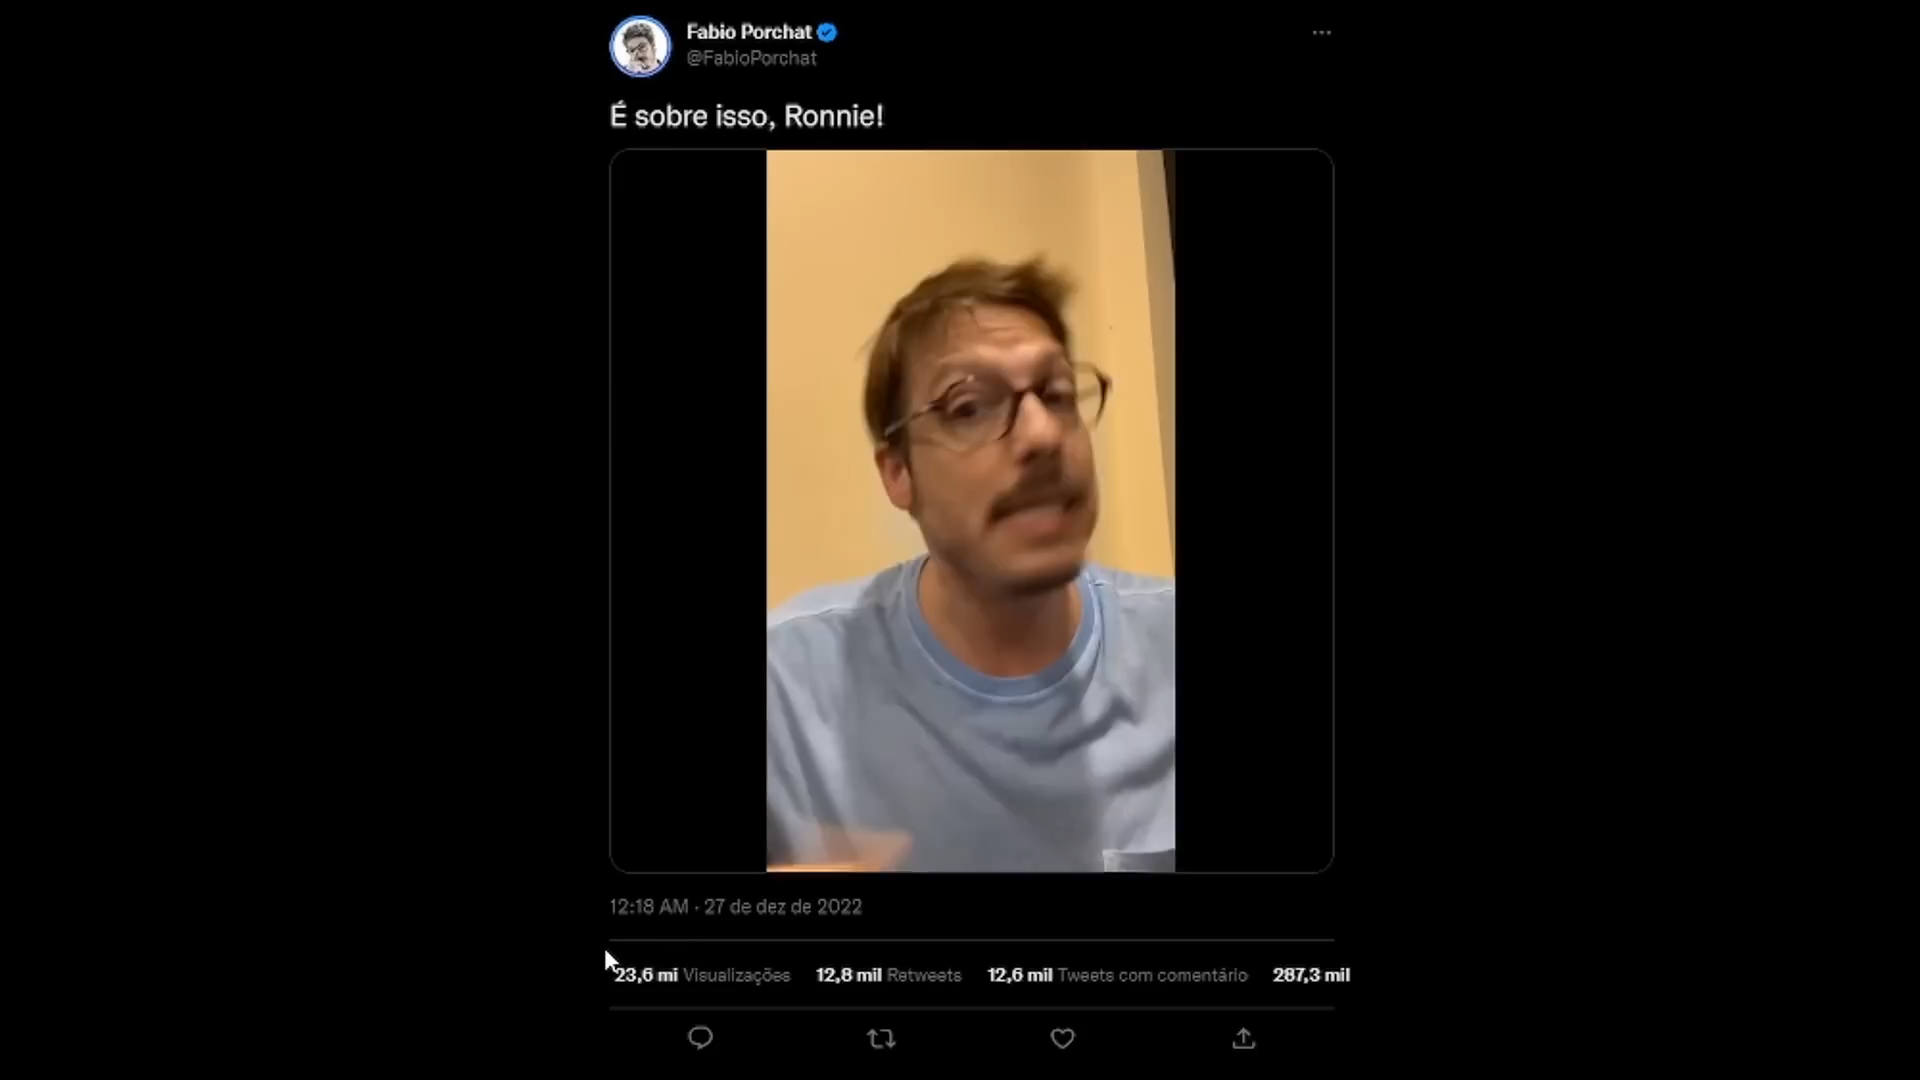 Fabio Porchat
@FabioPorchat
É sobre isso, Ronnie!
12:18 AM · 27 de dez de 2022
23,6 mi Visualizações 12,8 mil Retweets 12,6 mil Tweets com comentário 287,3 mil